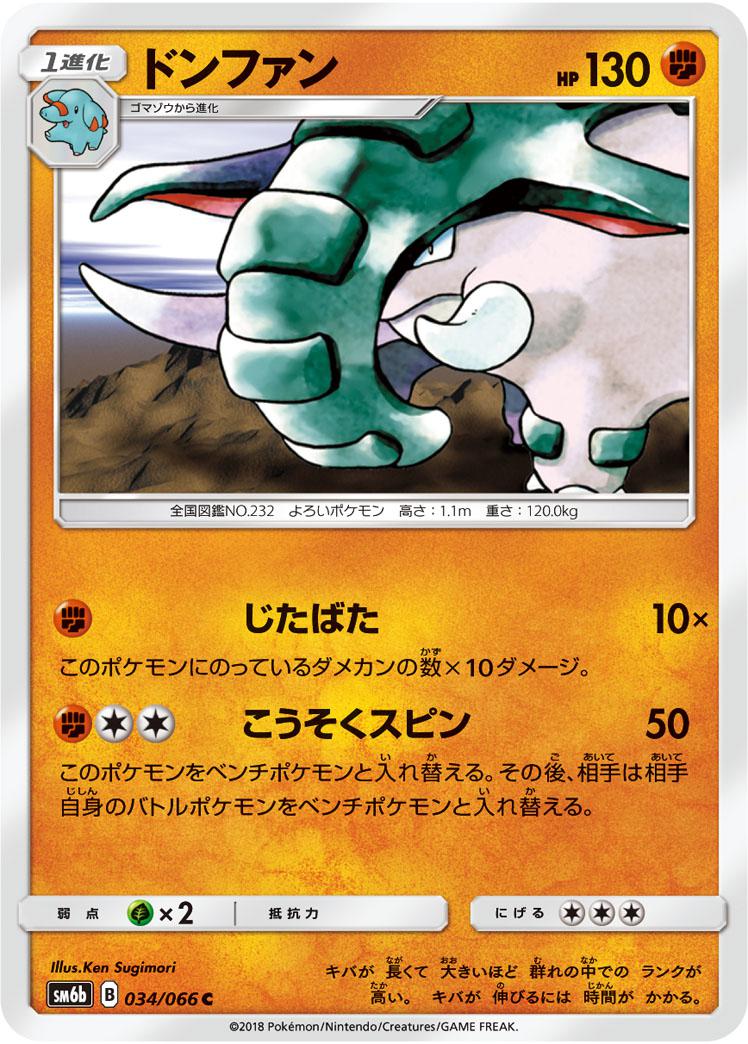 1進化
ドンファン
HP 130
ゴマゾウから進化
全国図鑑NO.232 よろいポケモン 高さ：1.1m 重さ：120.0kg
じたばた 10×
このポケモンにのっているダメカンの数×10ダメージ。
こうそくスピン 50
このポケモンをベンチポケモンと入れ替える。その後、相手は相手
自身のバトルポケモンをベンチポケモンと入れ替える。
弱点 ×2 抵抗力 にげる
Illus.Ken Sugimori
キバが 長くて 大きいほど 群れの中での ランクが
高い。 キバが 伸びるには 時間が かかる。
SM6b B 034/066 C
©2018 Pokémon/Nintendo/Creatures/GAME FREAK.